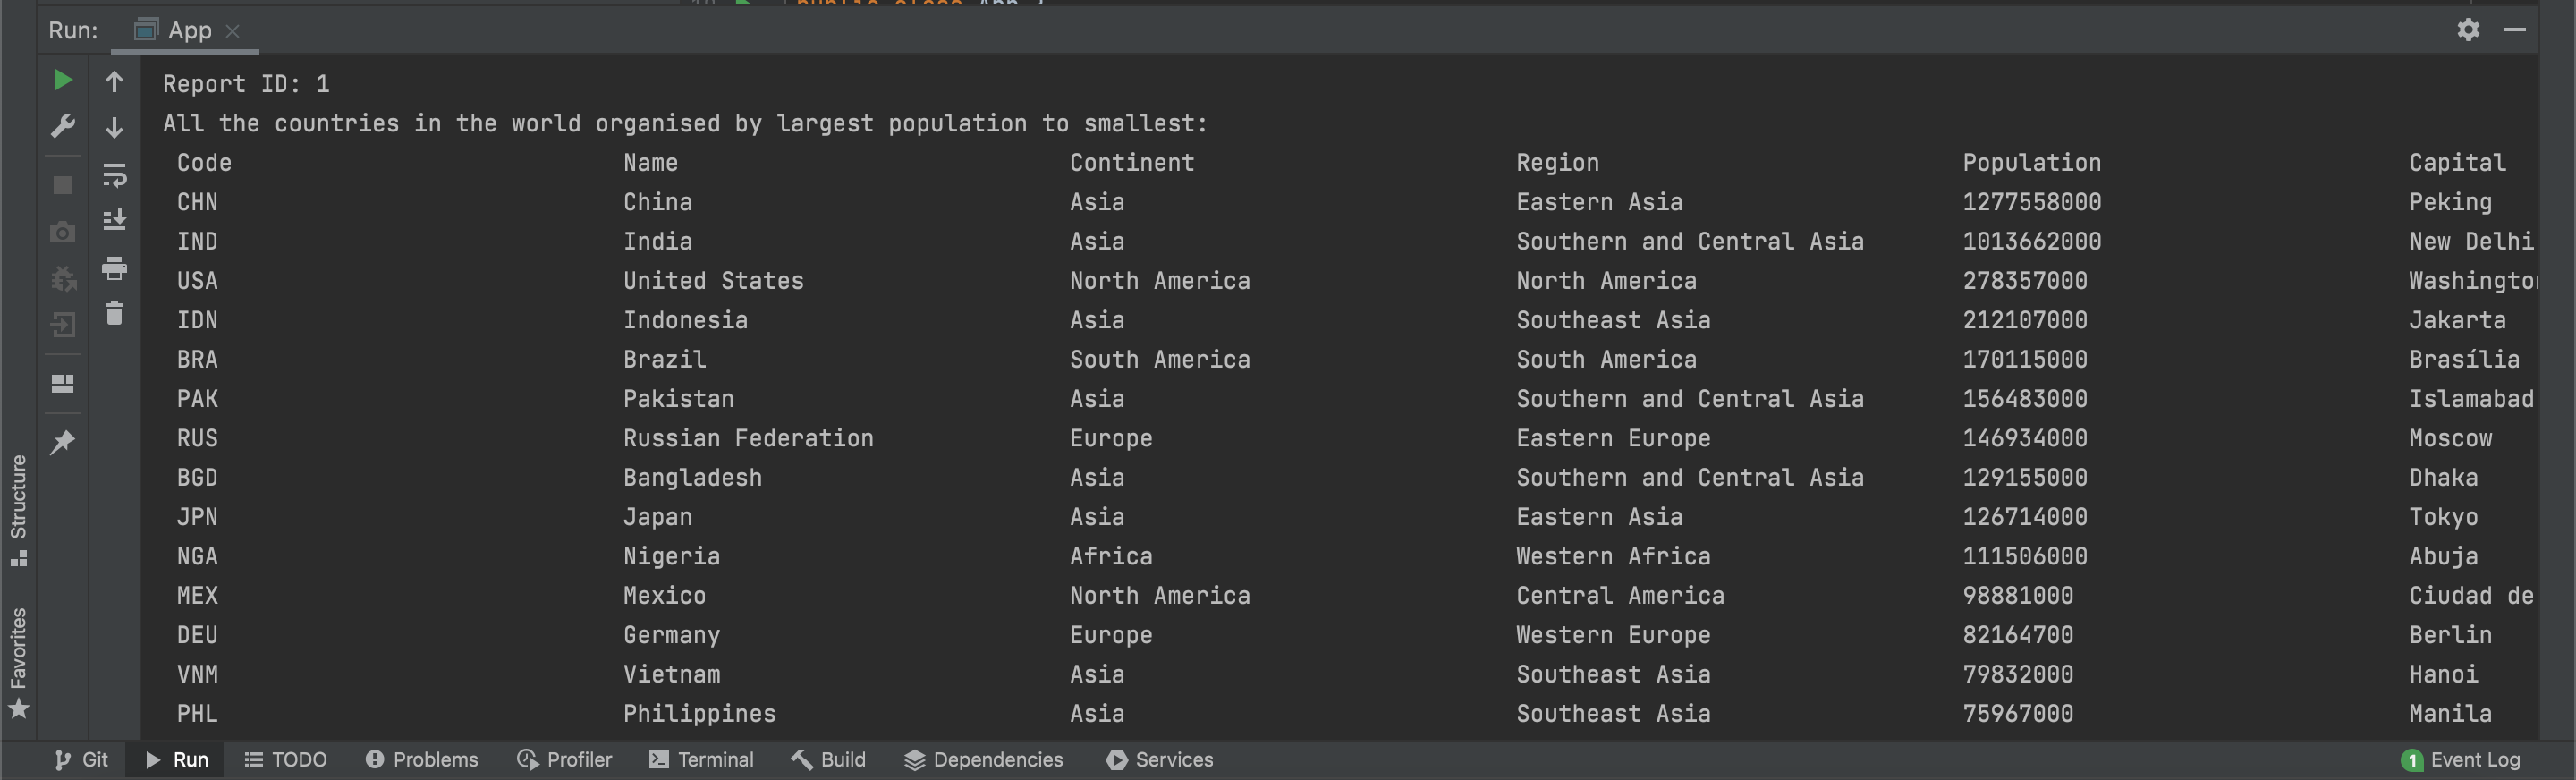 public class App {
Run: App
Report ID: 1
All the countries in the world organised by largest population to smallest:
Code Name Continent Region Population Capital
CHN China Asia Eastern Asia 1277558000 Peking
IND India Asia Southern and Central Asia 1013662000 New Delhi
USA United States North America North America 278357000 Washington
IDN Indonesia Asia Southeast Asia 212107000 Jakarta
BRA Brazil South America South America 170115000 Brasília
PAK Pakistan Asia Southern and Central Asia 156483000 Islamabad
RUS Russian Federation Europe Eastern Europe 146934000 Moscow
BGD Bangladesh Asia Southern and Central Asia 129155000 Dhaka
JPN Japan Asia Eastern Asia 126714000 Tokyo
NGA Nigeria Africa Western Africa 111506000 Abuja
MEX Mexico North America Central America 98881000 Ciudad de
DEU Germany Europe Western Europe 82164700 Berlin
VNM Vietnam Asia Southeast Asia 79832000 Hanoi
PHL Philippines Asia Southeast Asia 75967000 Manila
Structure
Favorites
Git Run TODO Problems Profiler Terminal Build Dependencies Services 1 Event Log